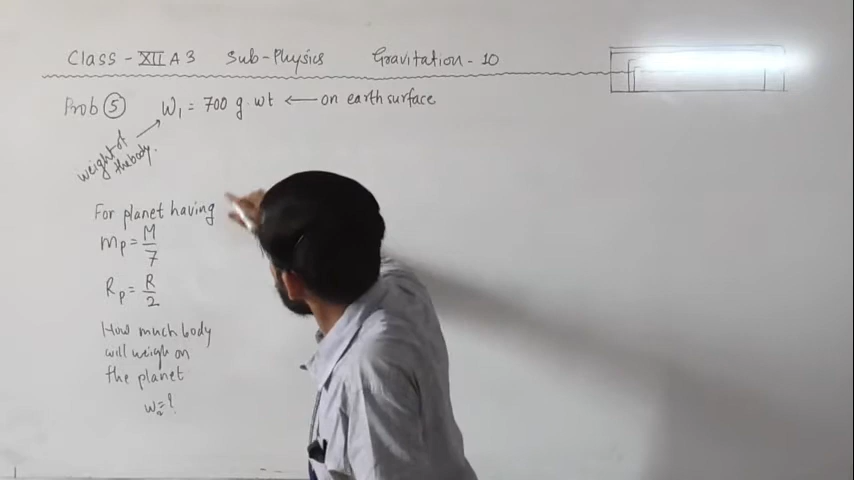 Class - XII A3 Sub-Physics Gravitation - 10
Prob (5) W₁ = 700 g.wt ← on earth surface
weight of
the body.
For planet having
Mp = M/7
Rp = R/2
How much body
will weigh on
the planet
W₂ = ?